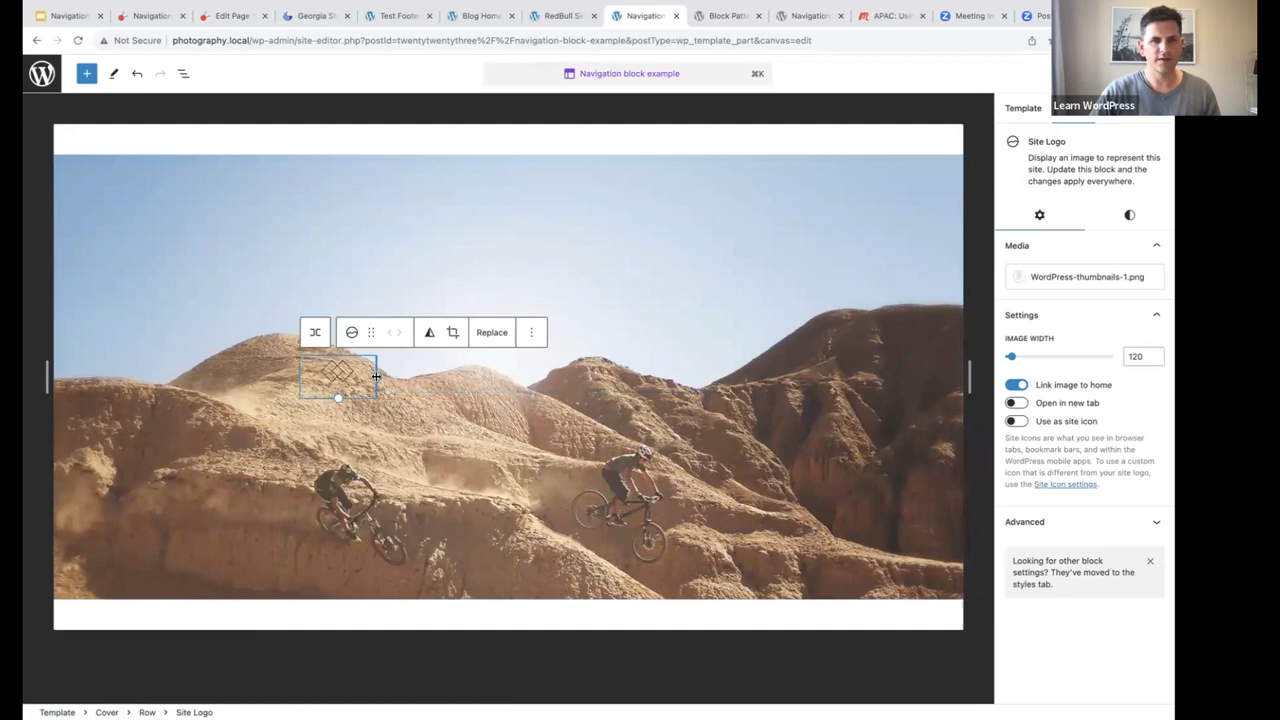 Navigation
Navigation
Edit Page
Georgia St
Test Foote
Blog Home
RedBull Sk
Navigation
Block Patt
Navigation
APAC: Usi
Meeting In
Pos
Not Secure
photography.local/wp-admin/site-editor.php?postId=twentytwentythree%2F%2Fnavigation-block-example&postType=wp_template_part&canvas=edit
Navigation block example
⌘K
Learn WordPress
Template
Site Logo
Display an image to represent this
site. Update this block and the
changes apply everywhere.
Media
WordPress-thumbnails-1.png
Settings
IMAGE WIDTH
120
Link image to home
Open in new tab
Use as site icon
Site Icons are what you see in browser
tabs, bookmark bars, and within the
WordPress mobile apps. To use a custom
icon that is different from your site logo,
use the Site Icon settings.
Advanced
Looking for other block
settings? They've moved to the
styles tab.
Replace
Template > Cover > Row > Site Logo